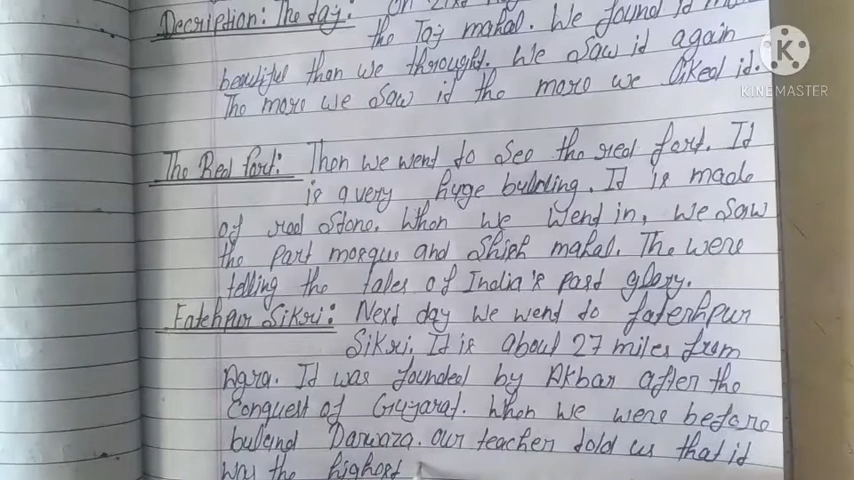 Decription: The Taj: On 21st
the Taj mahal. We found it more
beautiful than we throught. We saw it again
The more we saw it the more we liked it.
The Red fort: Then we went to see the red fort. It
is a very huge building. It is made
of red stone. When we went in, we saw
the part mosque and Shish mahal. The were
telling the tales of India's past glory.
Fatehpur Sikri: Next day we went to fatehpur
Sikri. It is about 27 miles from
Agra. It was founded by Akbar after the
Conquest of Gujarat. When we were before
buland Darwaza. our teacher told us that it
was the highest
K
KINEMASTER